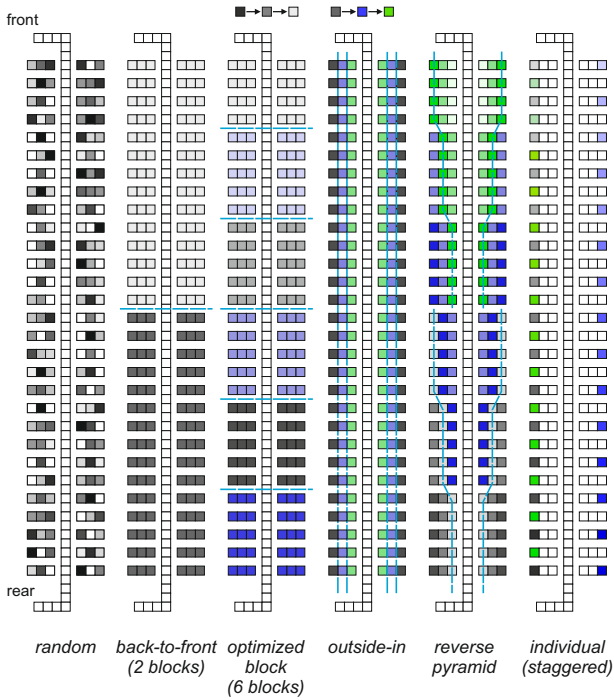 front
rear
random
back-to-front
(2 blocks)
optimized
block
(6 blocks)
outside-in
reverse
pyramid
individual
(staggered)